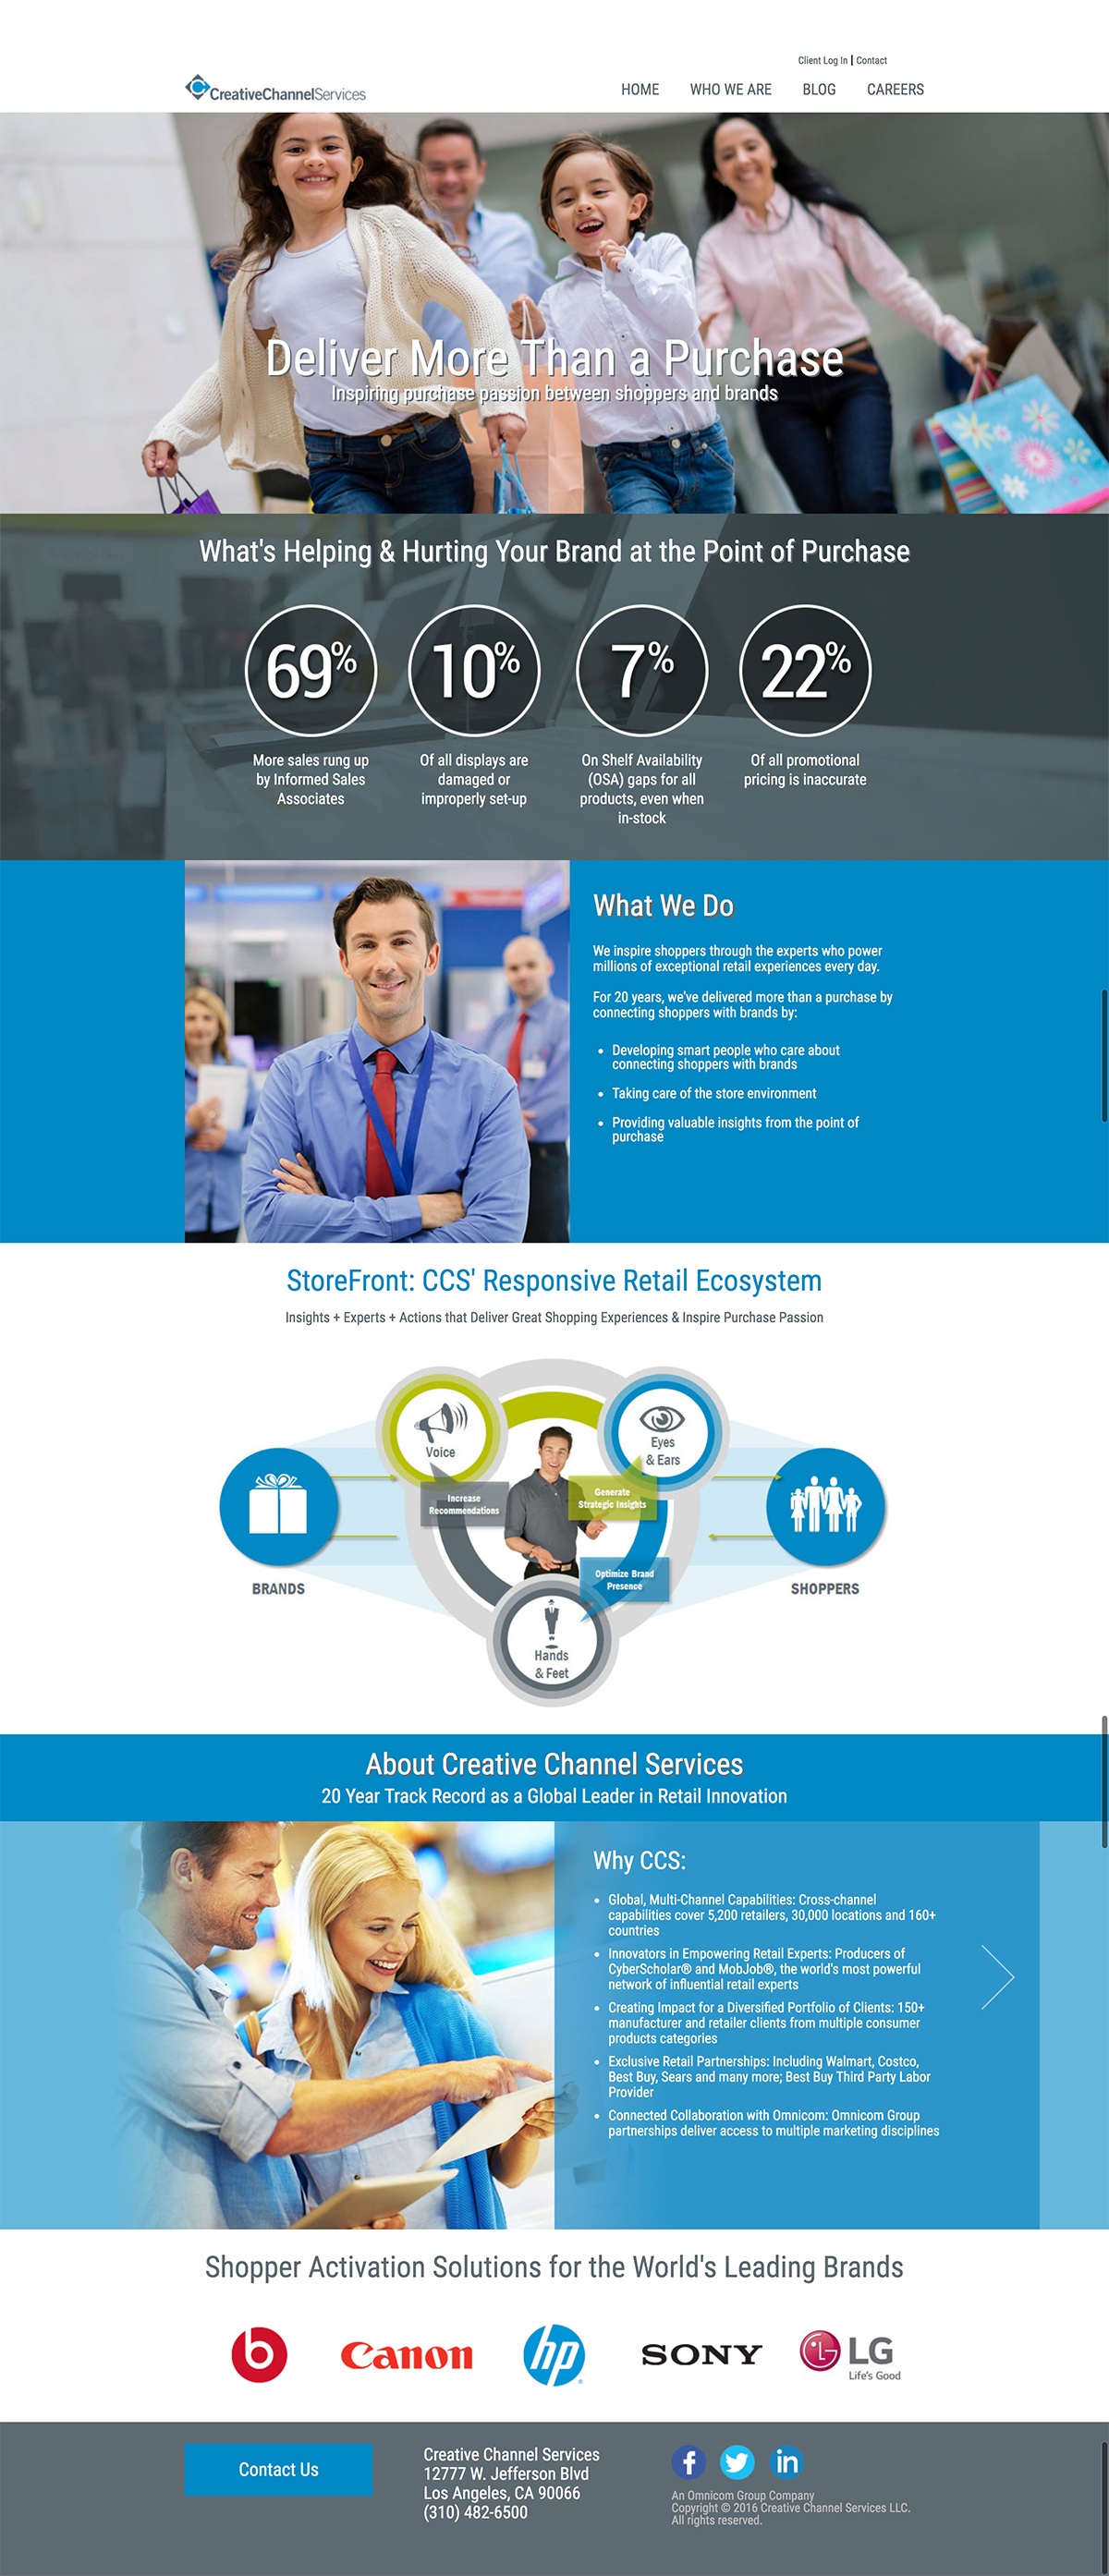 Client Log In | Contact
CreativeChannelServices
HOME WHO WE ARE BLOG CAREERS
Deliver More Than a Purchase
Inspiring purchase passion between shoppers and brands
What's Helping & Hurting Your Brand at the Point of Purchase
69%
More sales rung up
by Informed Sales
Associates
10%
Of all displays are
damaged or
improperly set-up
7%
On Shelf Availability
(OSA) gaps for all
products, even when
in-stock
22%
Of all promotional
pricing is inaccurate
What We Do
We inspire shoppers through the experts who power
millions of exceptional retail experiences every day.
For 20 years, we've delivered more than a purchase by
connecting shoppers with brands by:
• Developing smart people who care about
connecting shoppers with brands
• Taking care of the store environment
• Providing valuable insights from the point of
purchase
StoreFront: CCS' Responsive Retail Ecosystem
Insights + Experts + Actions that Deliver Great Shopping Experiences & Inspire Purchase Passion
Voice
Eyes
& Ears
Increase
Recommendations
Generate
Strategic Insights
Optimize Brand
Presence
BRANDS
SHOPPERS
Hands
& Feet
About Creative Channel Services
20 Year Track Record as a Global Leader in Retail Innovation
Why CCS:
• Global, Multi-Channel Capabilities: Cross-channel
capabilities cover 5,200 retailers, 30,000 locations and 160+
countries
• Innovators in Empowering Retail Experts: Producers of
CyberScholar® and MobJob®, the world's most powerful
network of influential retail experts
• Creating Impact for a Diversified Portfolio of Clients: 150+
manufacturer and retailer clients from multiple consumer
products categories
• Exclusive Retail Partnerships: Including Walmart, Costco,
Best Buy, Sears and many more; Best Buy Third Party Labor
Provider
• Connected Collaboration with Omnicom: Omnicom Group
partnerships deliver access to multiple marketing disciplines
Shopper Activation Solutions for the World's Leading Brands
b
Canon
hp
SONY
LG
Life's Good
Contact Us
Creative Channel Services
12777 W. Jefferson Blvd
Los Angeles, CA 90066
(310) 482-6500
f
in
An Omnicom Group Company
Copyright © 2016 Creative Channel Services LLC.
All rights reserved.